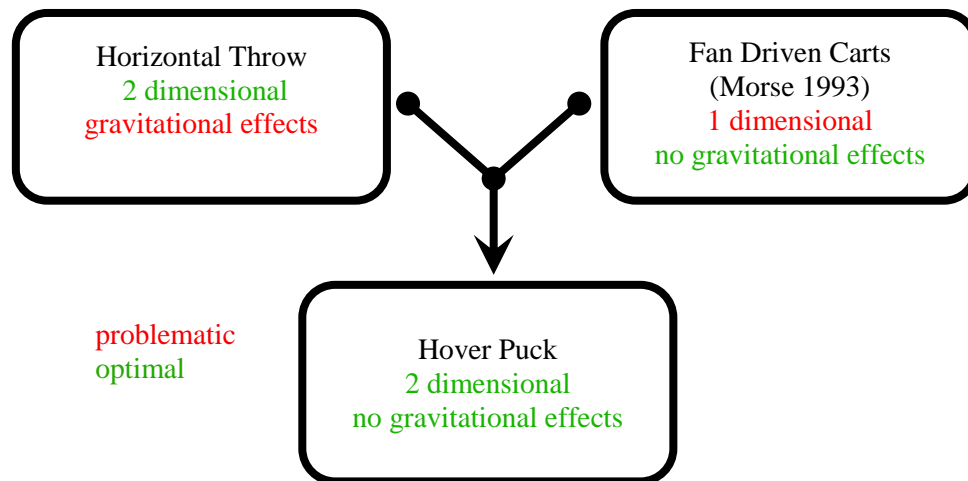 Horizontal Throw
2 dimensional
gravitational effects
Fan Driven Carts
(Morse 1993)
1 dimensional
no gravitational effects
problematic
optimal
Hover Puck
2 dimensional
no gravitational effects